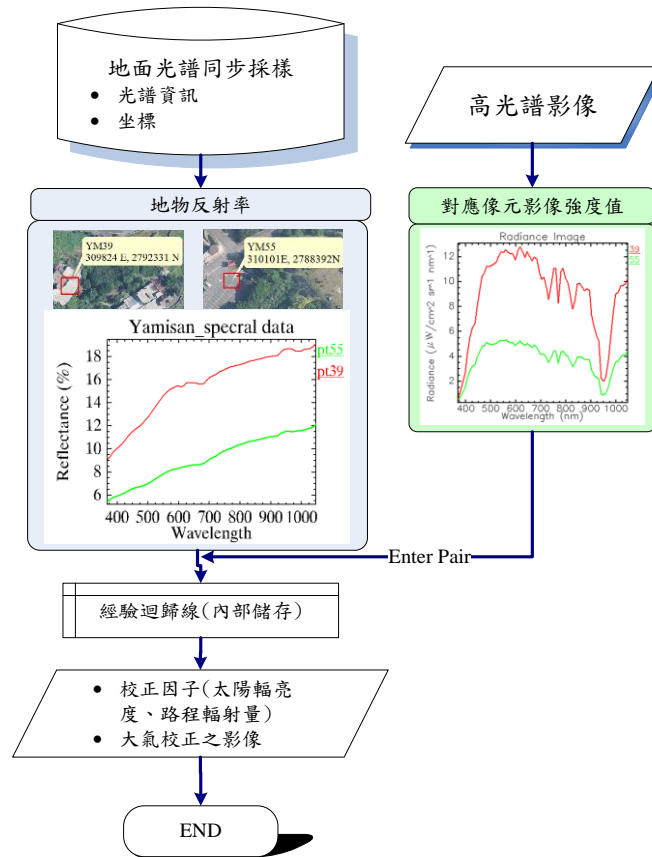 地面光譜同步採樣
• 光譜資訊
• 坐標
高光譜影像
地物反射率
YM39
309824 E, 2792331 N
YM55
310101E, 2788392N
Yamisan_specral data
pt55
pt39
Reflectance (%)
18
16
14
12
10
8
6
400 500 600 700 800 900 1000
Wavelength
對應像元影像強度值
Radiance Image
39
55
Radiance (μW/cm2 sr1 nm1)
12
10
8
6
4
2
400 500 600 700 800 900 1000
Wavelength (nm)
Enter Pair
經驗迴歸線(內部儲存)
• 校正因子(太陽輻亮
度、路程輻射量)
• 大氣校正之影像
END